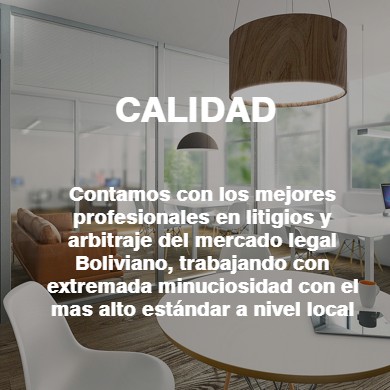 CALIDAD
Contamos con los mejores
profesionales en litigios y
arbitraje del mercado legal
Boliviano, trabajando con
extremada minuciosidad con el
mas alto estándar a nivel local